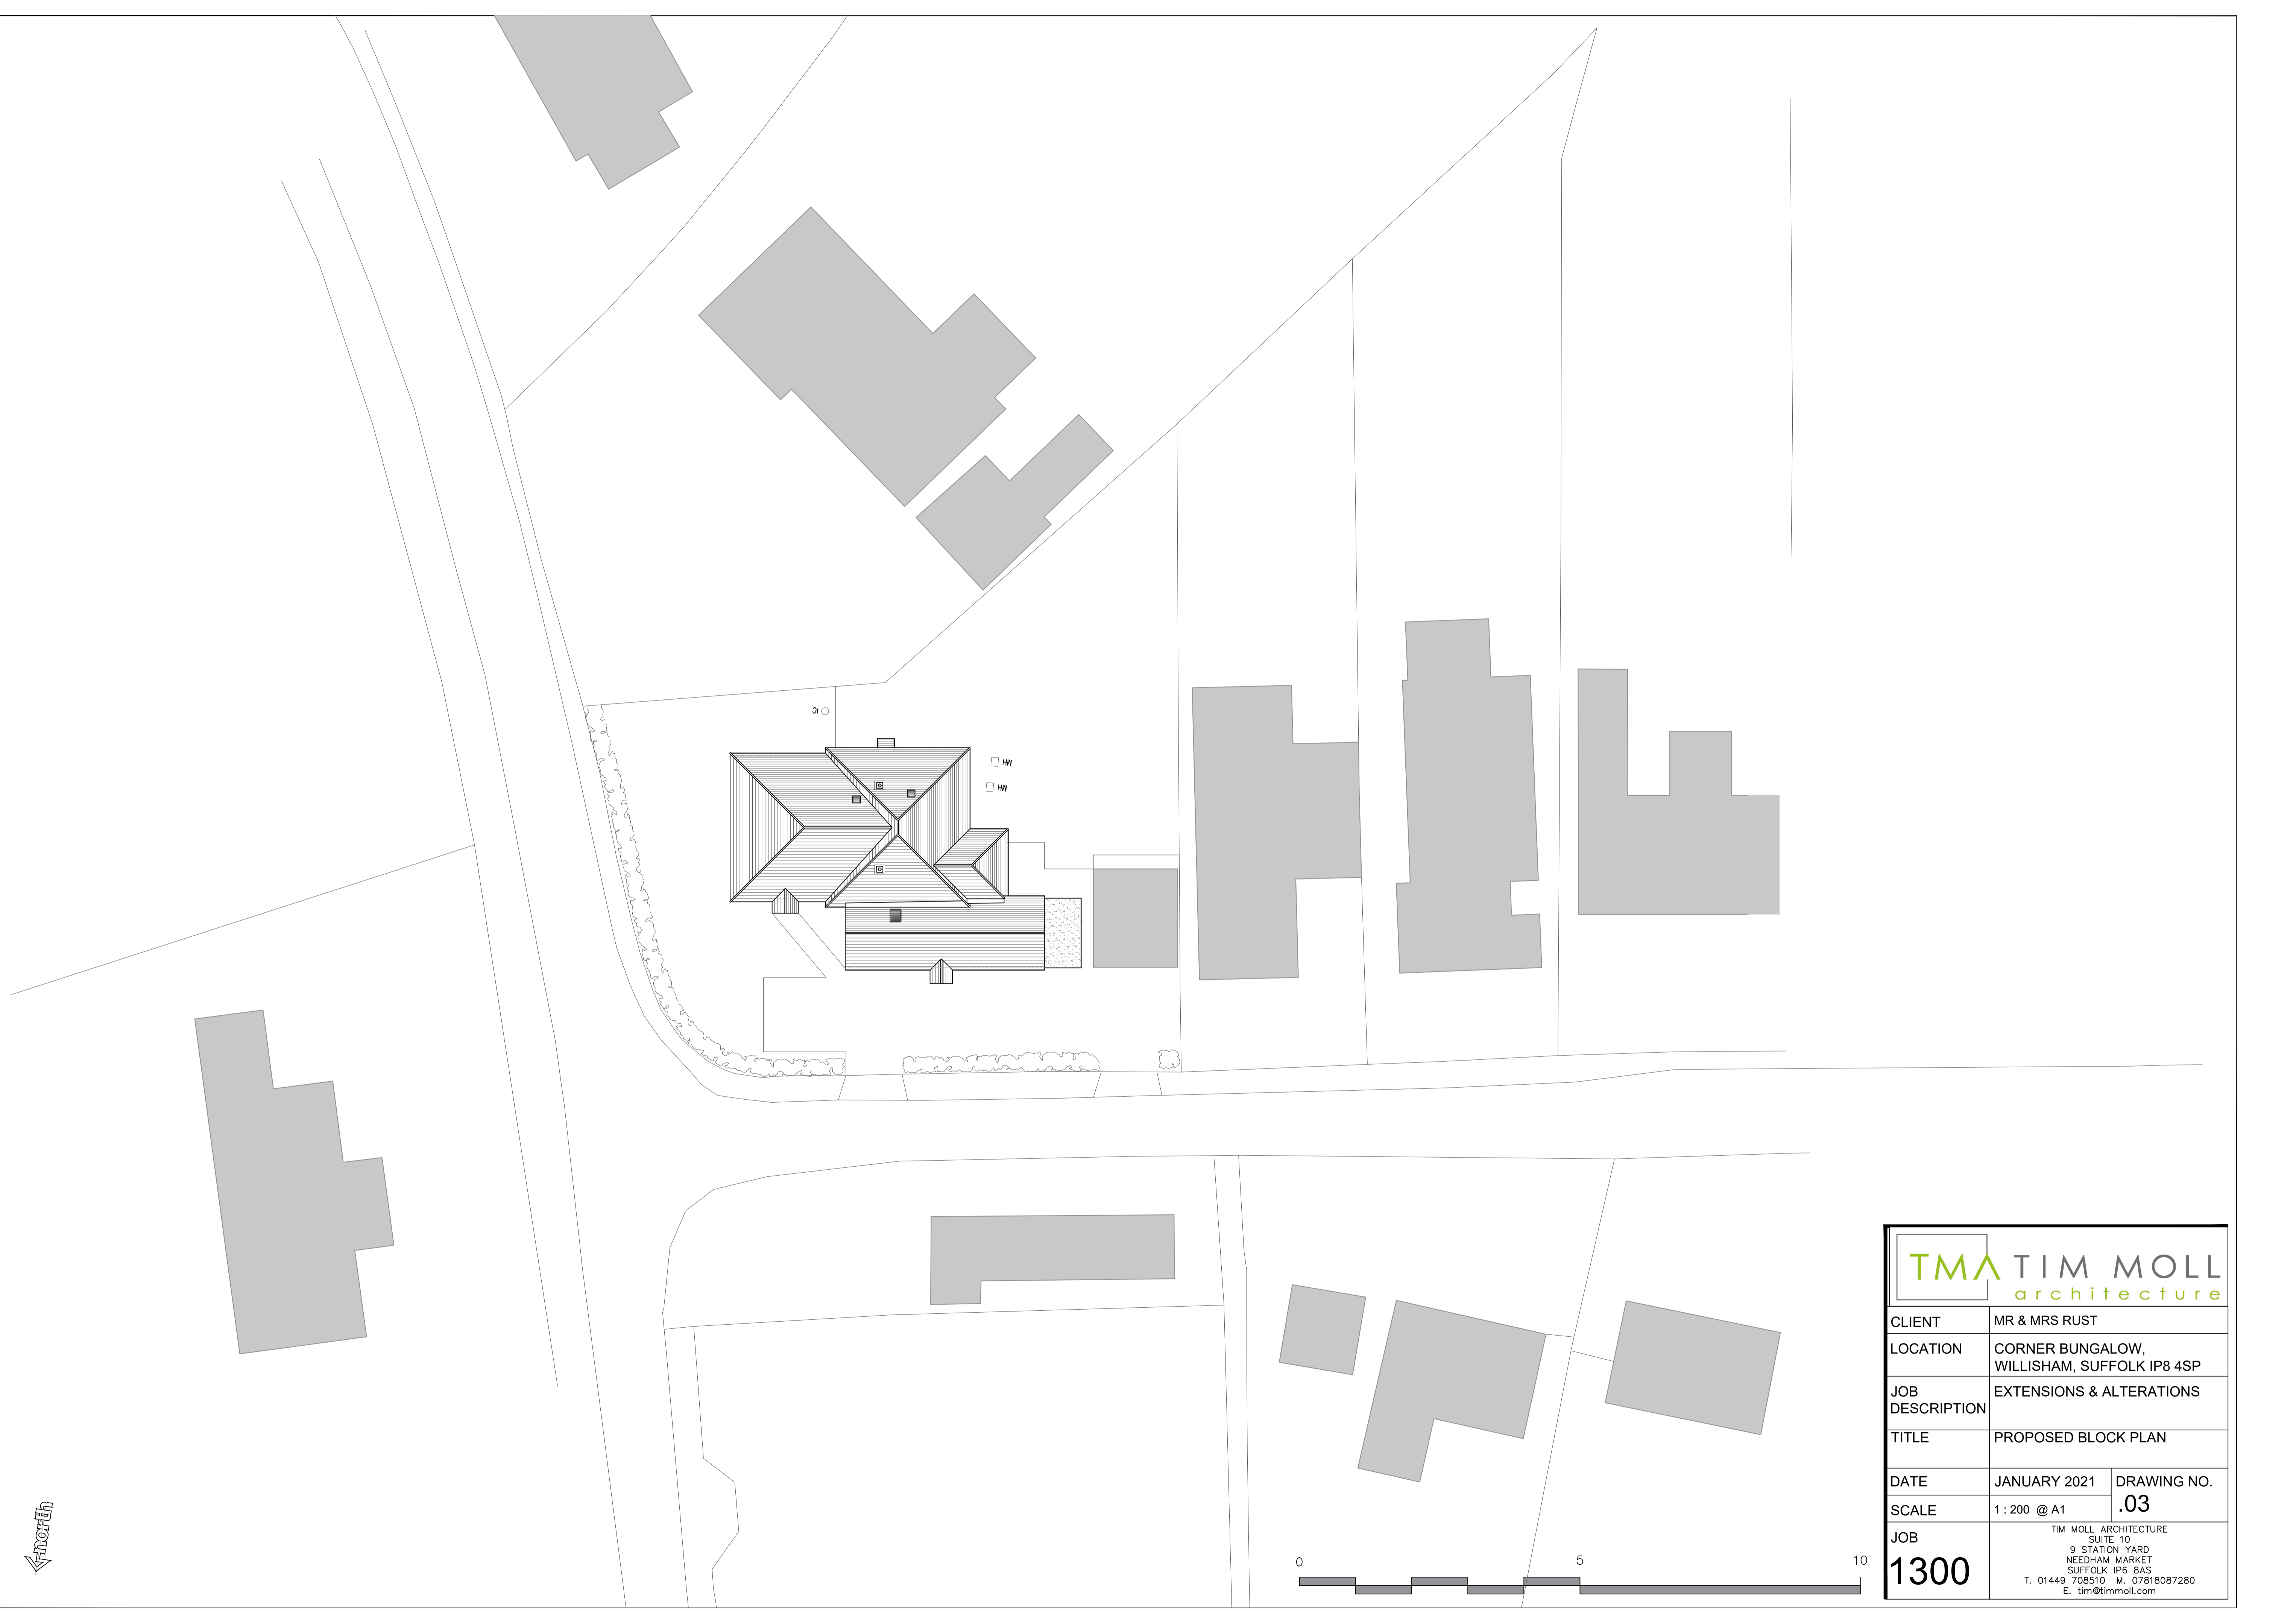 IC
MH
MH
TMA TIM MOLL
architecture
CLIENT MR & MRS RUST
LOCATION CORNER BUNGALOW,
WILLISHAM, SUFFOLK IP8 4SP
JOB EXTENSIONS & ALTERATIONS
DESCRIPTION
TITLE PROPOSED BLOCK PLAN
DATE JANUARY 2021 DRAWING NO.
SCALE 1 : 200 @ A1 .03
JOB
1300
TIM MOLL ARCHITECTURE
SUITE 10
9 STATION YARD
NEEDHAM MARKET
SUFFOLK IP6 8AS
T. 01449 708510 M. 07818087280
E. tim@timmoll.com
north
0 5 10